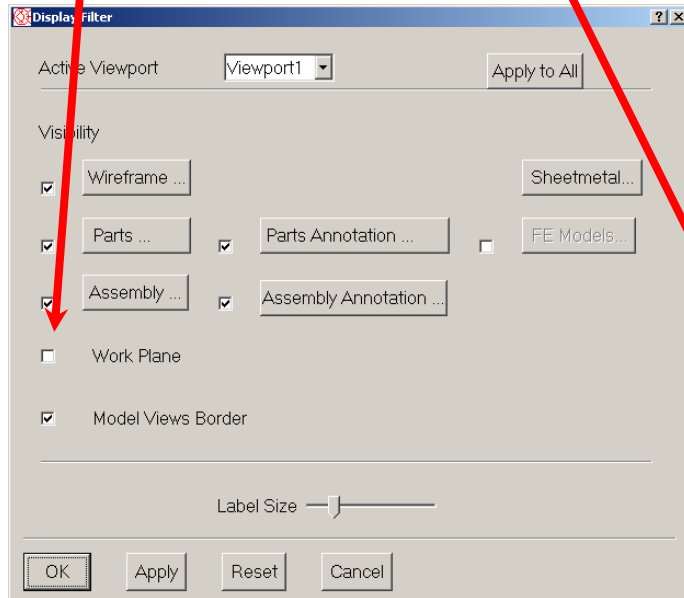 Display Filter
Active Viewport Viewport1 Apply to All
Visibility
Wireframe ... Sheetmetal...
Parts ... Parts Annotation ... FE Models...
Assembly ... Assembly Annotation ...
Work Plane
Model Views Border
Label Size
OK Apply Reset Cancel